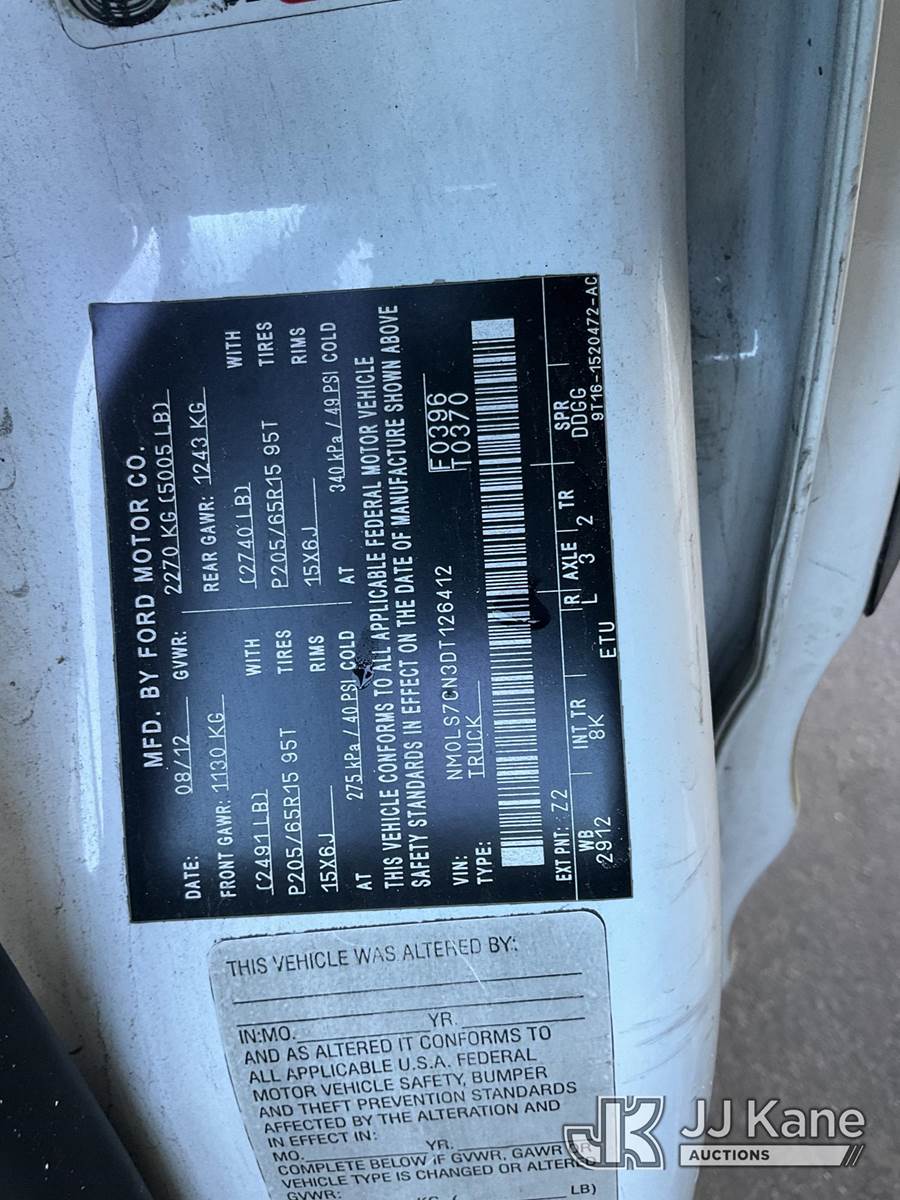 MFD. BY FORD MOTOR CO.
DATE: 08/12 GVWR: 2270 KG (5005 LB)
FRONT GAWR: 1130 KG REAR GAWR: 1243 KG
(2491 LB) WITH (2740 LB) WITH
P205/65R15 95T TIRES P205/65R15 95T TIRES
15X6J RIMS 15X6J RIMS
AT 275 kPa / 40 PSI COLD AT 340 kPa / 49 PSI COLD
THIS VEHICLE CONFORMS TO ALL APPLICABLE FEDERAL MOTOR VEHICLE
SAFETY STANDARDS IN EFFECT ON THE DATE OF MANUFACTURE SHOWN ABOVE
VIN: NM0LS7CN3DT126412 F0396
TYPE: TRUCK T0370
EXT PNT: Z2 R AXLE TR SPR
WB INT TR L 3 2 DDGG
2912 8K 9T16-1520472-AC
ETU
THIS VEHICLE WAS ALTERED BY:
IN:MO. YR.
AND AS ALTERED IT CONFORMS TO
ALL APPLICABLE U.S.A. FEDERAL
MOTOR VEHICLE SAFETY, BUMPER
AND THEFT PREVENTION STANDARDS
AFFECTED BY THE ALTERATION AND
IN EFFECT IN:
MO. YR.
COMPLETE BELOW IF GVWR, GAWR OR
VEHICLE TYPE IS CHANGED OR ALTERED
GVWR: KG ( LB)
JK JJ Kane
AUCTIONS